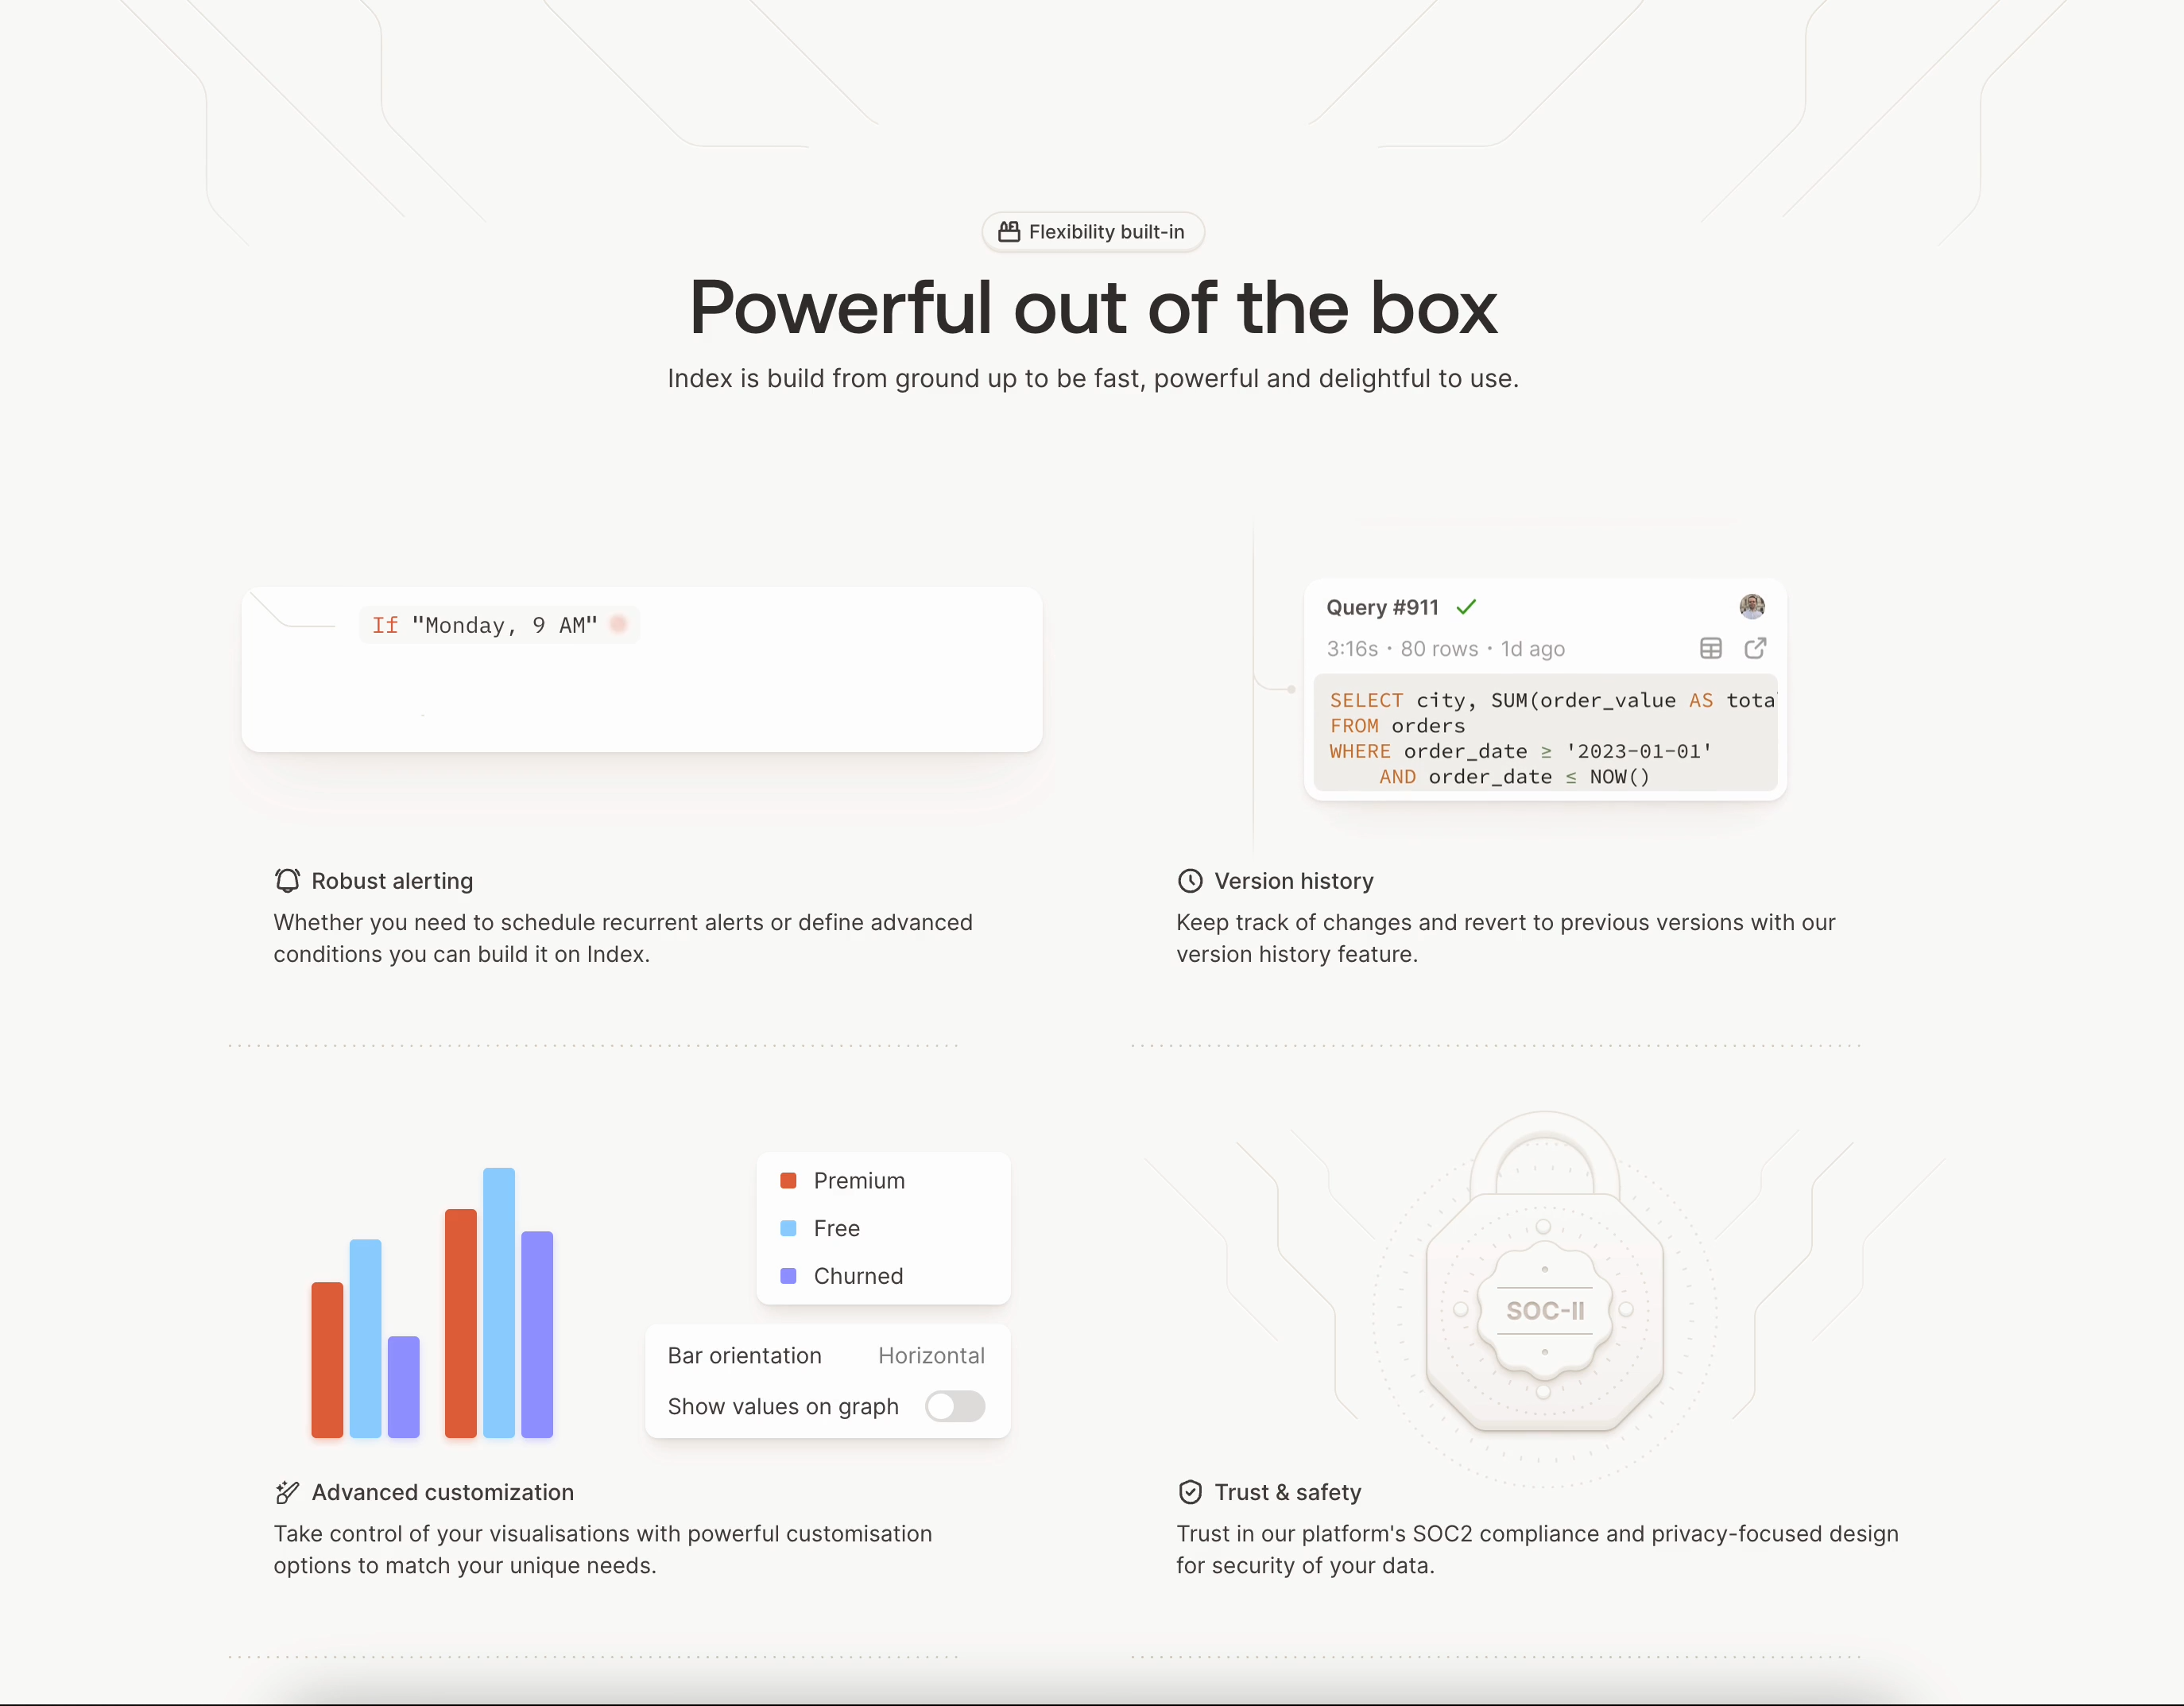 Flexibility built-in
Powerful out of the box
Index is build from ground up to be fast, powerful and delightful to use.
If "Monday, 9 AM"
Query #911
3:16s • 80 rows • 1d ago
SELECT city, SUM(order_value AS tota
FROM orders
WHERE order_date ≥ '2023-01-01'
AND order_date ≤ NOW()
Robust alerting
Whether you need to schedule recurrent alerts or define advanced
conditions you can build it on Index.
Version history
Keep track of changes and revert to previous versions with our
version history feature.
Premium
Free
Churned
Bar orientation Horizontal
Show values on graph
SOC-II
Advanced customization
Take control of your visualisations with powerful customisation
options to match your unique needs.
Trust & safety
Trust in our platform's SOC2 compliance and privacy-focused design
for security of your data.